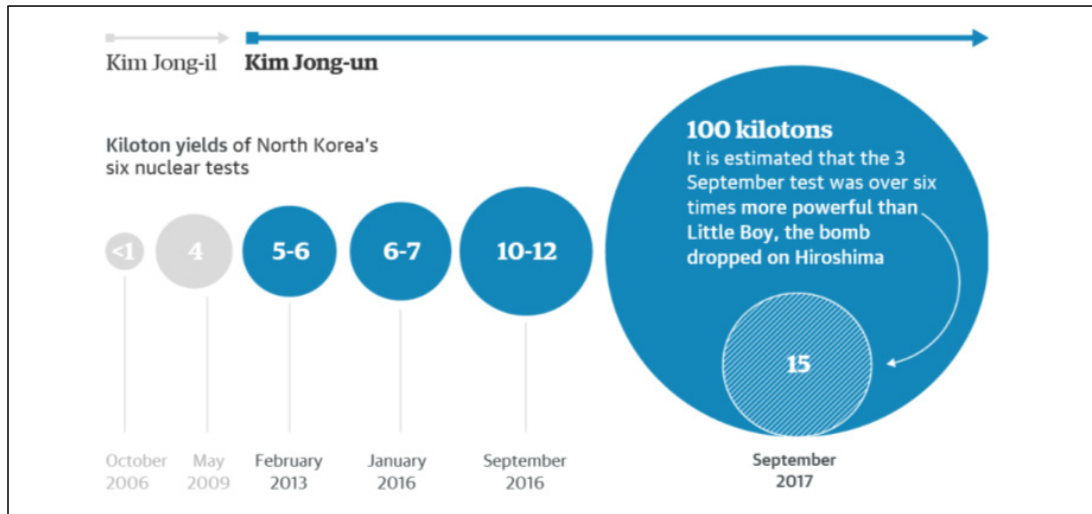 Kim Jong-il Kim Jong-un
Kiloton yields of North Korea's
six nuclear tests
<1 4 5-6 6-7 10-12
100 kilotons
It is estimated that the 3
September test was over six
times more powerful than
Little Boy, the bomb
dropped on Hiroshima
15
October
2006
May
2009
February
2013
January
2016
September
2016
September
2017